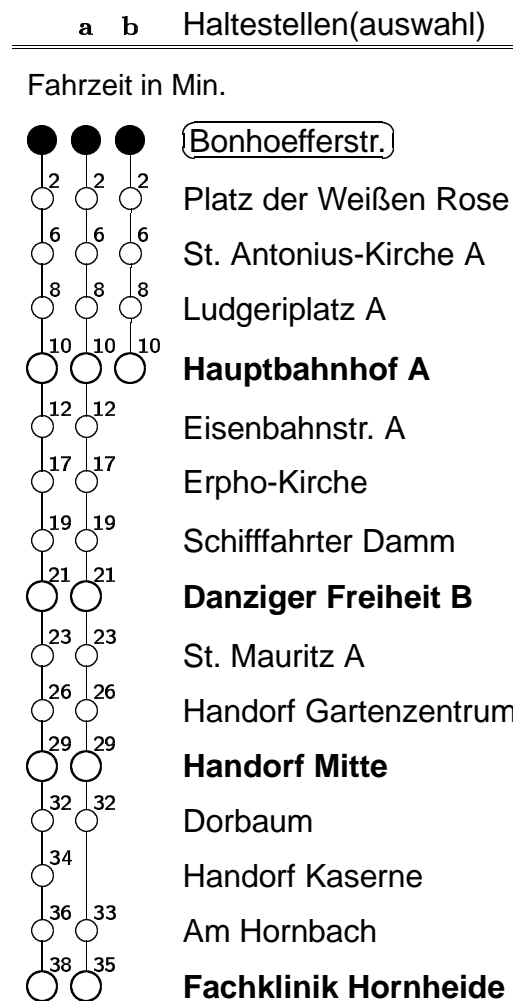 a b Haltestellen(auswahl)
Fahrzeit in Min.
Bonhoefferstr.
2 2 2 Platz der Weißen Rose
6 6 6 St. Antonius-Kirche A
8 8 8 Ludgeriplatz A
10 10 10 Hauptbahnhof A
12 12 Eisenbahnstr. A
17 17 Erpho-Kirche
19 19 Schifffahrter Damm
21 21 Danziger Freiheit B
23 23 St. Mauritz A
26 26 Handorf Gartenzentrum
29 29 Handorf Mitte
32 32 Dorbaum
34 Handorf Kaserne
36 33 Am Hornbach
38 35 Fachklinik Hornheide